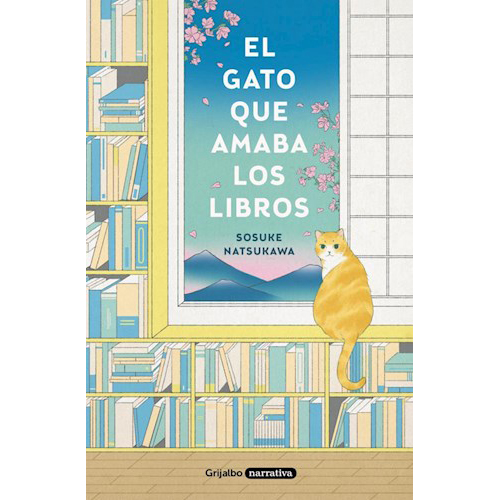 EL
GATO
QUE
AMABA
LOS
LIBROS
SOSUKE
NATSUKAWA
Grijalbo narrativa